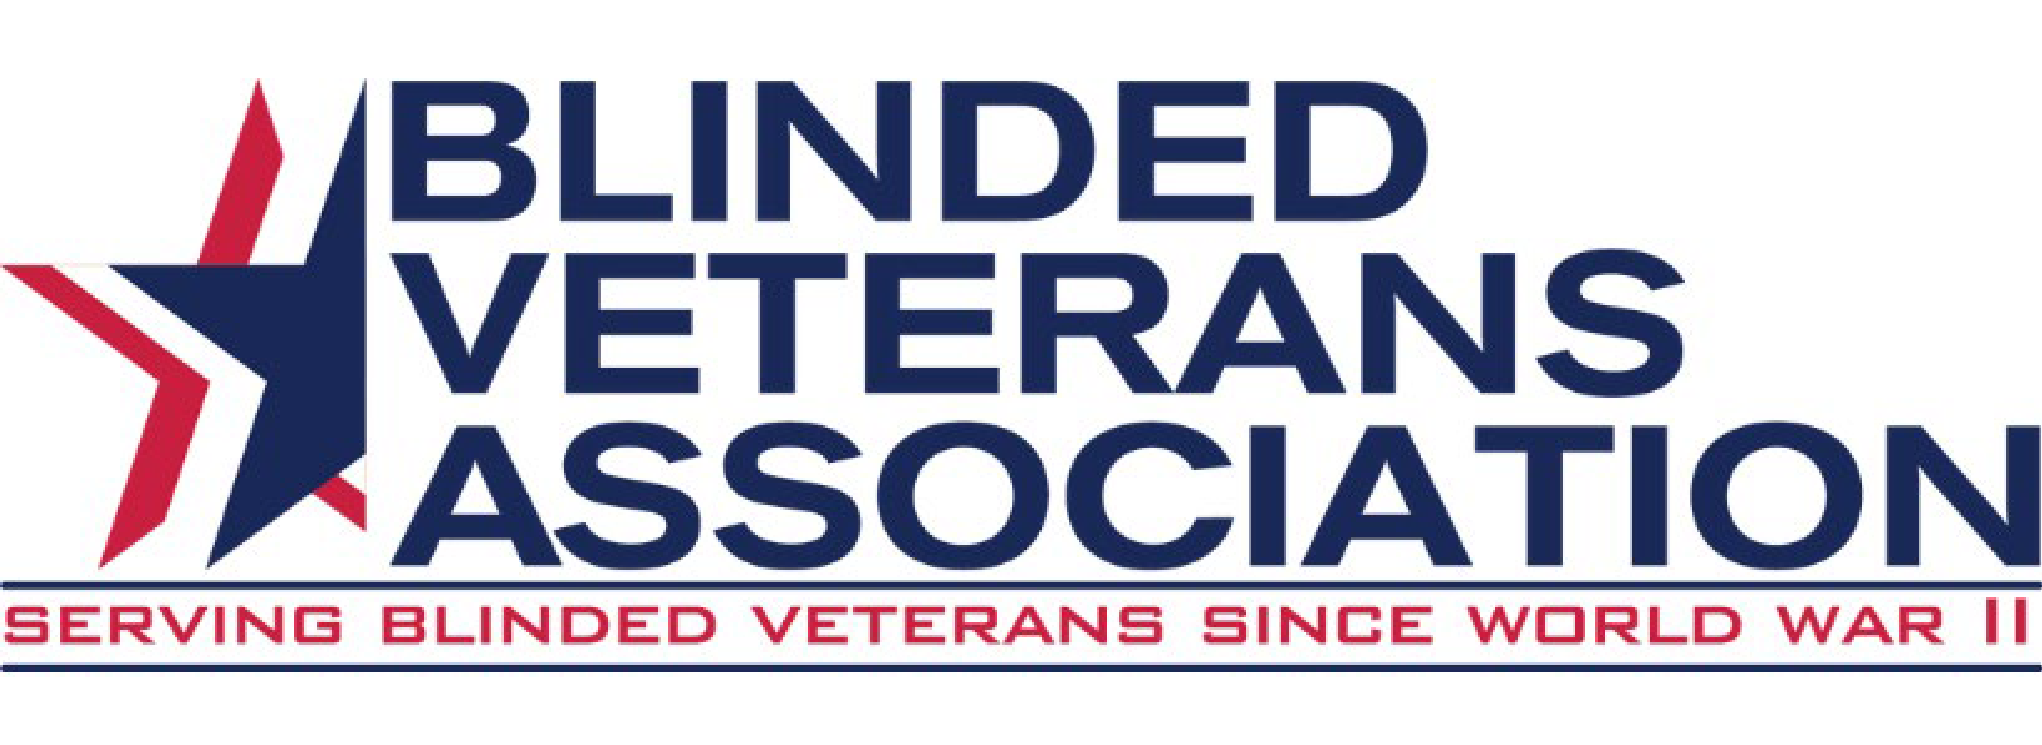 BLINDED
VETERANS
ASSOCIATION
SERVING BLINDED VETERANS SINCE WORLD WAR II